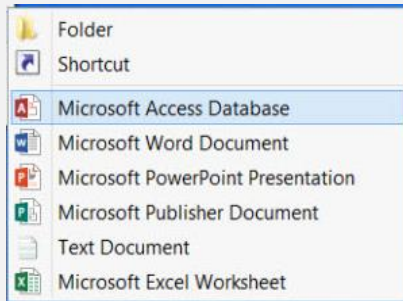 Folder
Shortcut
Microsoft Access Database
Microsoft Word Document
Microsoft PowerPoint Presentation
Microsoft Publisher Document
Text Document
Microsoft Excel Worksheet